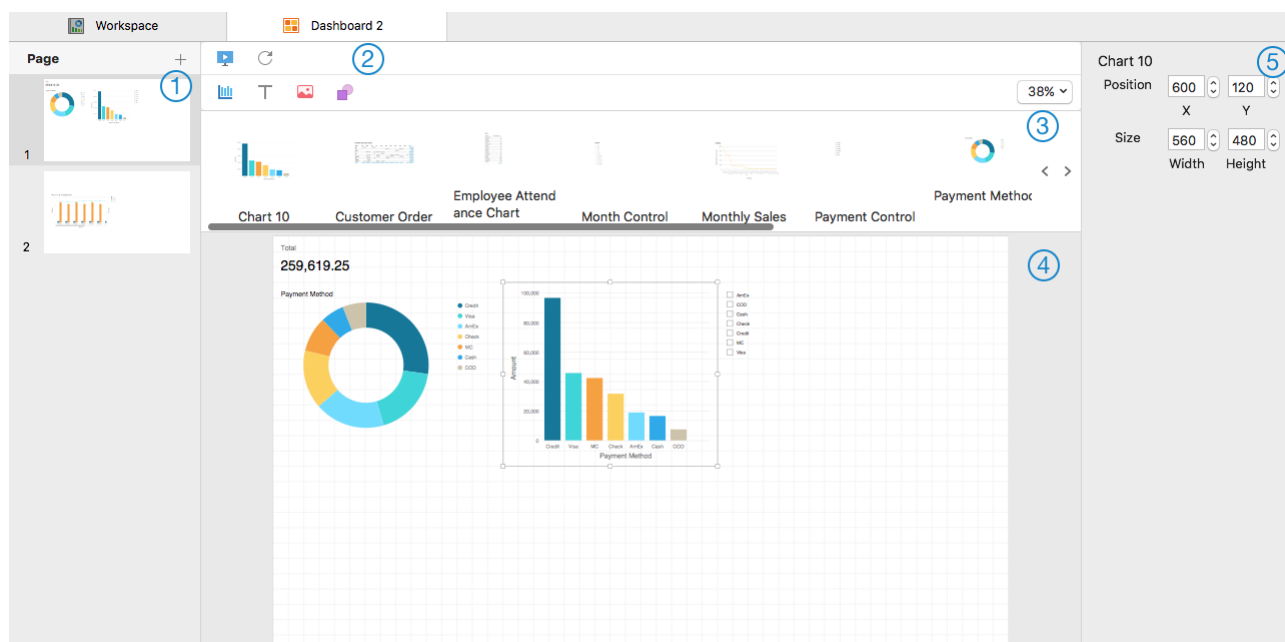 Workspace
Dashboard 2
Page
1
1
2
2
38%
3
Chart 10
Customer Order
Employee Attend
ance Chart
Month Control
Monthly Sales
Payment Control
Payment Methoc
4
Total
259,619.25
Payment Method
Credit
Visa
AmEx
Check
MC
Cash
COD
100,000
80,000
60,000
40,000
20,000
0
Amount
Credit Visa MC Check AmEx Cash COD
Payment Method
AmEx
COD
Cash
Check
Credit
MC
Visa
5
Chart 10
Position 600 120
X Y
Size 560 480
Width Height